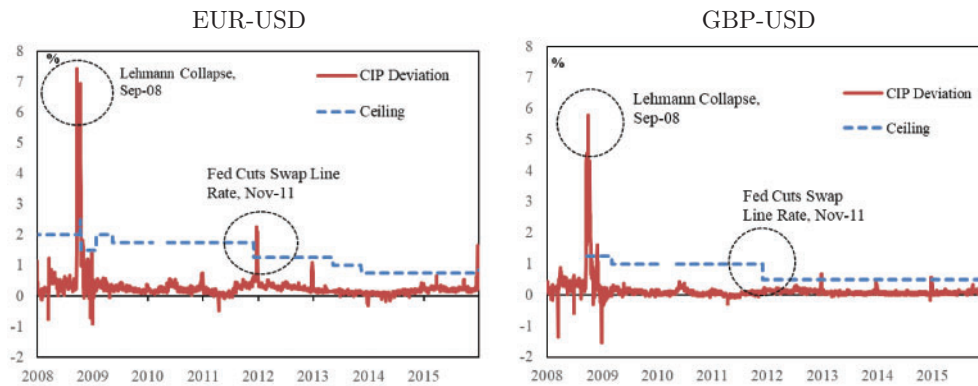 EUR-USD
8
7
6
5
4
3
2
1
0
-1
-2
%
Lehmann Collapse,
Sep-08
CIP Deviation
Ceiling
Fed Cuts Swap Line
Rate, Nov-11
2008 2009 2010 2011 2012 2013 2014 2015
GBP-USD
8
7
6
5
4
3
2
1
0
-1
-2
%
Lehmann Collapse,
Sep-08
CIP Deviation
Ceiling
Fed Cuts Swap
Line Rate, Nov-11
2008 2009 2010 2011 2012 2013 2014 2015